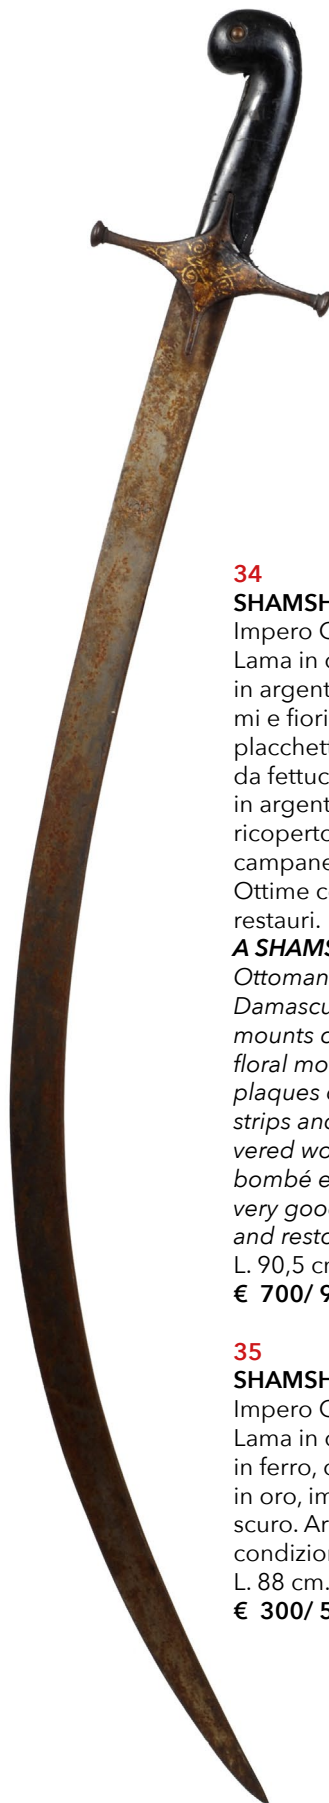 34
SHAMSH
Impero O
Lama in d
in argent
mi e fiori
placchett
da fettuc
in argent
ricoperto
campane
Ottime co
restauri.
A SHAMS
Ottoman
Damascu
mounts o
floral mo
plaques o
strips and
vered wo
bombé e
very good
and resto
L. 90,5 cm
€ 700/ 9
35
SHAMSH
Impero O
Lama in d
in ferro, d
in oro, im
scuro. Ar
condizion
L. 88 cm.
€ 300/ 5